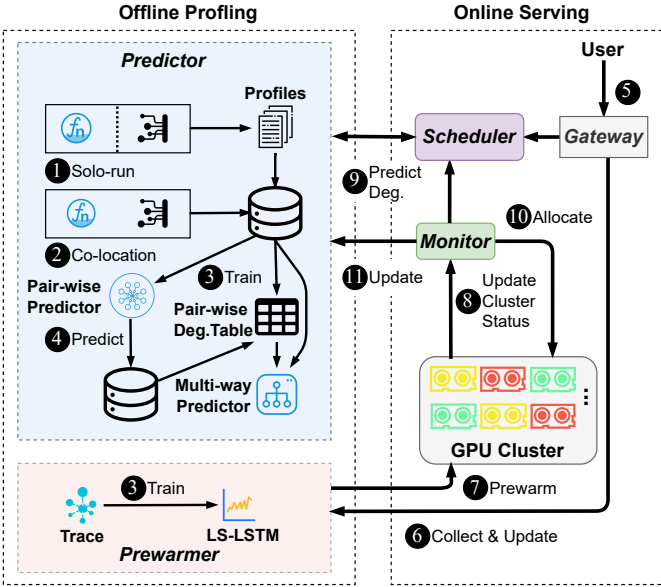 Offline Profling
Online Serving
Predictor
Profiles
fn
1 Solo-run
fn
2 Co-location
3 Train
Pair-wise
Predictor
Pair-wise
Deg.Table
4 Predict
Multi-way
Predictor
3 Train
Trace
LS-LSTM
Prewarmer
User
5
Scheduler
Gateway
9 Predict
Deg.
10 Allocate
Monitor
11 Update
8 Update
Cluster
Status
...
GPU Cluster
7 Prewarm
6 Collect & Update